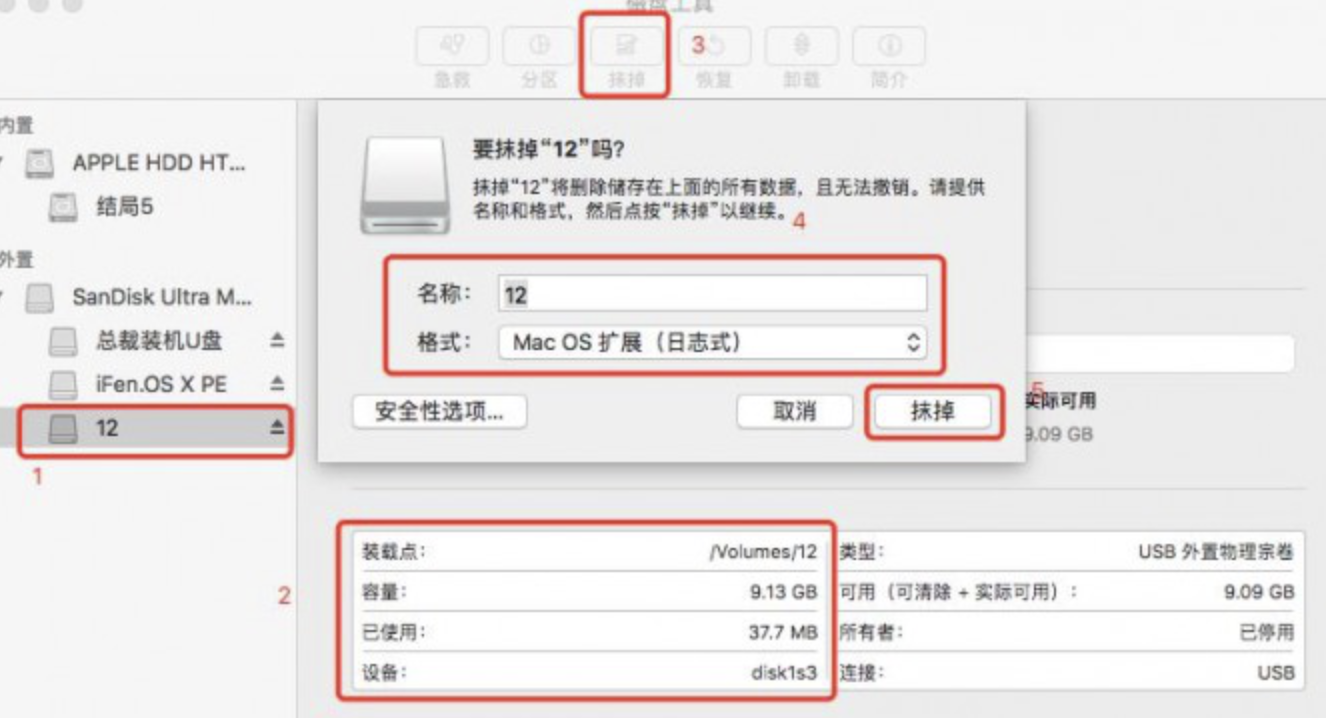 磁盘工具
3
急救 分区 抹掉 恢复 卸载 简介
内置
APPLE HDD HT...
结局5
外置
SanDisk Ultra M...
总裁装机U盘
iFen.OS X PE
12
1
要抹掉“12”吗?
抹掉“12”将删除储存在上面的所有数据，且无法撤销。请提供
名称和格式，然后点按“抹掉”以继续。
4
名称： 12
格式： Mac OS 扩展（日志式）
安全性选项... 取消 抹掉
5
实际可用
9.09 GB
2
装载点： /Volumes/12 类型： USB 外置物理宗卷
容量： 9.13 GB 可用（可清除 + 实际可用）： 9.09 GB
已使用： 37.7 MB 所有者： 已停用
设备： disk1s3 连接： USB